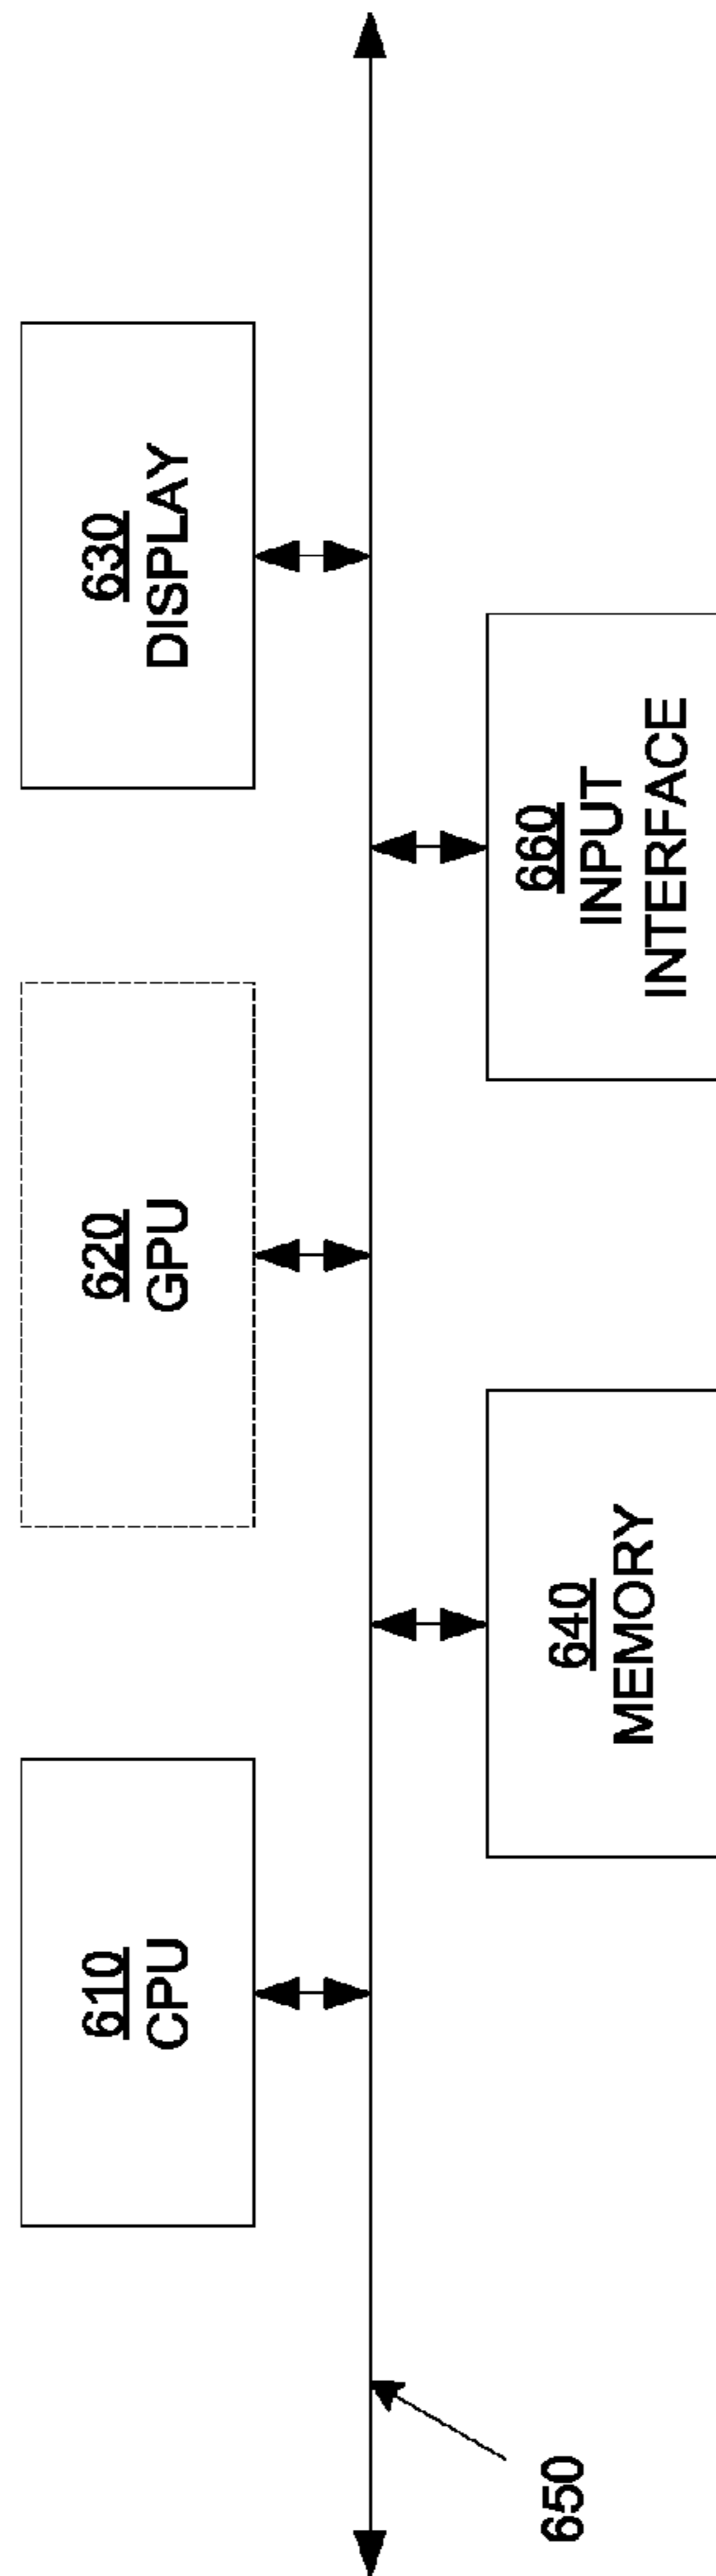 610
CPU
620
GPU
630
DISPLAY
640
MEMORY
660
INPUT
INTERFACE
650